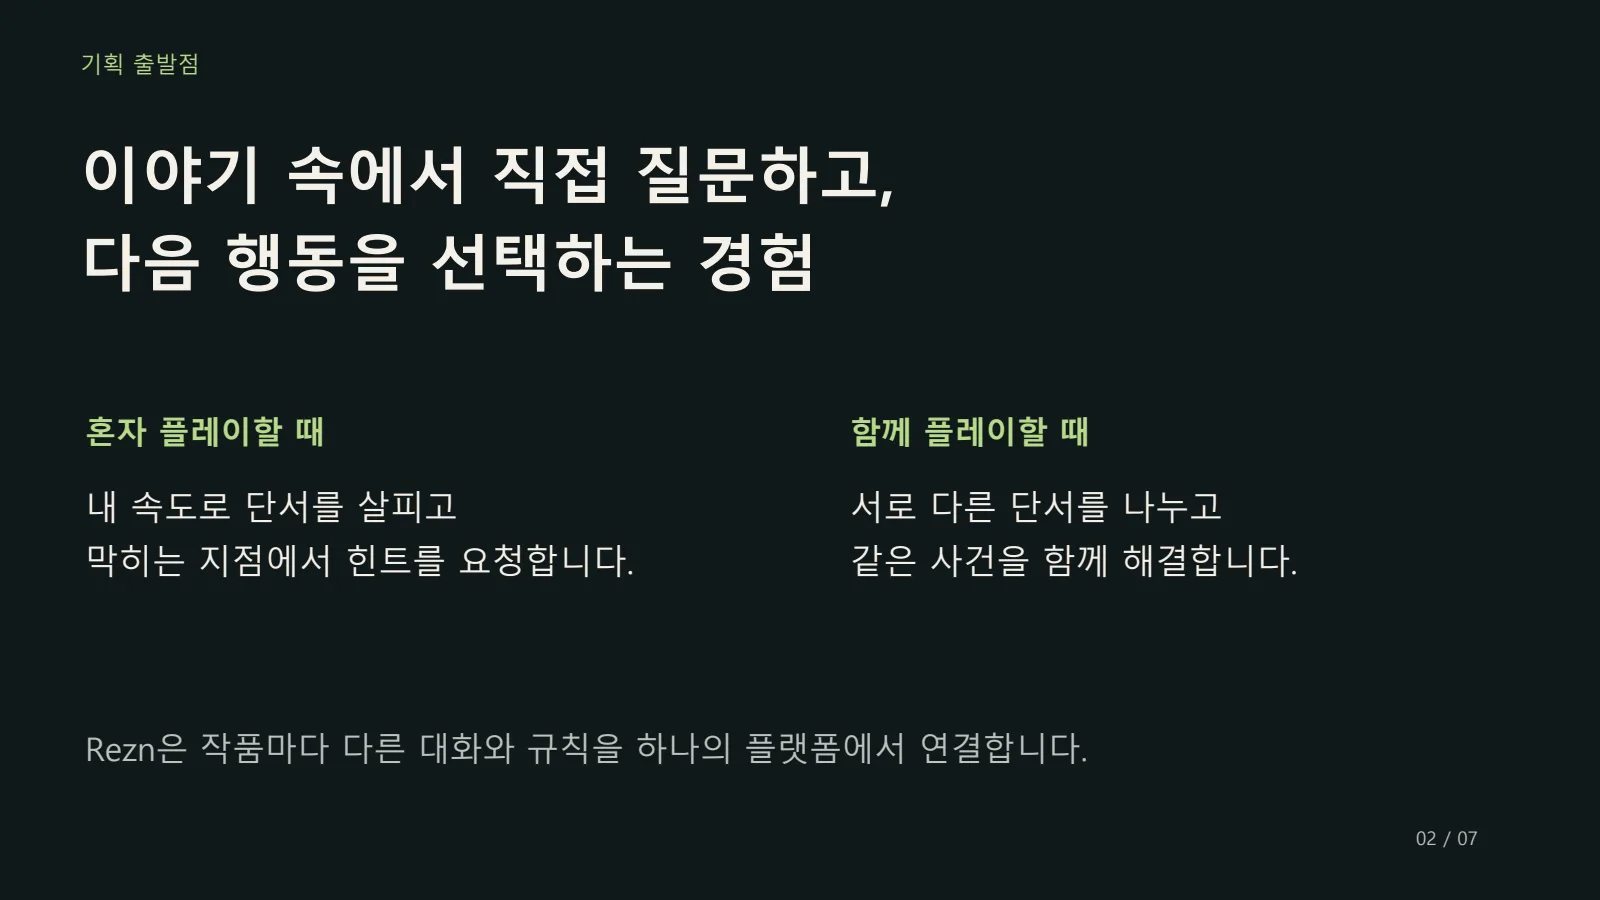 기획 출발점
이야기 속에서 직접 질문하고,
다음 행동을 선택하는 경험
혼자 플레이할 때
내 속도로 단서를 살피고
막히는 지점에서 힌트를 요청합니다.
함께 플레이할 때
서로 다른 단서를 나누고
같은 사건을 함께 해결합니다.
Rezn은 작품마다 다른 대화와 규칙을 하나의 플랫폼에서 연결합니다.
02 / 07